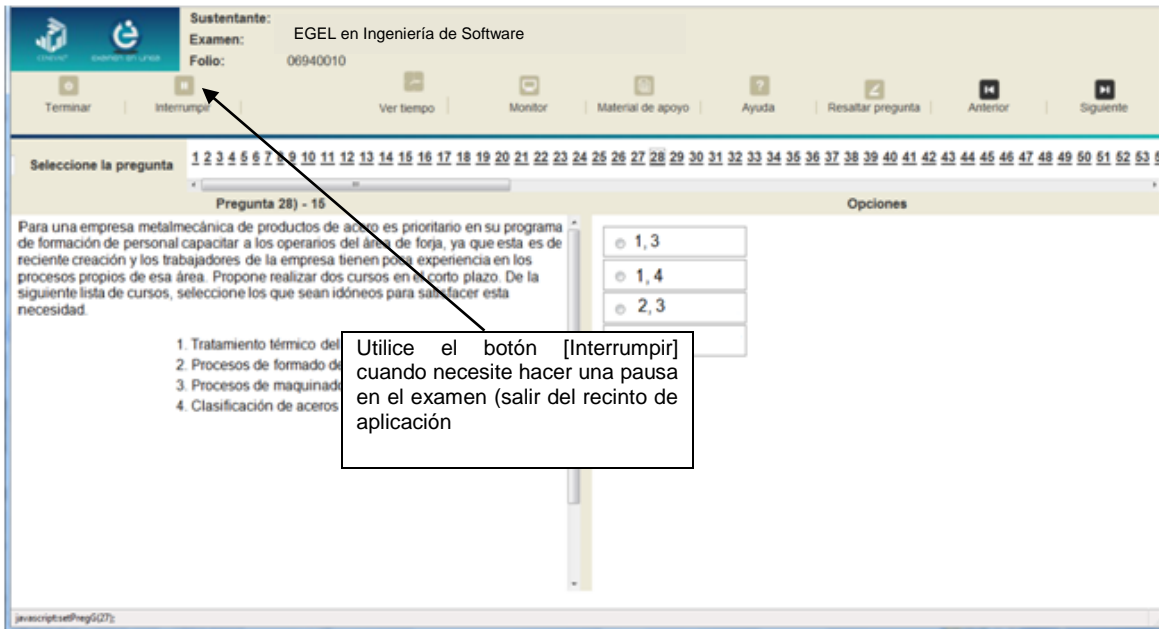 Sustentante:
Examen: EGEL en Ingeniería de Software
Folio: 06940010
examen en línea
Terminar Interrumpir Ver tiempo Monitor Material de apoyo Ayuda Resaltar pregunta Anterior Siguiente
Seleccione la pregunta 1 2 3 4 5 6 7 8 9 10 11 12 13 14 15 16 17 18 19 20 21 22 23 24 25 26 27 28 29 30 31 32 33 34 35 36 37 38 39 40 41 42 43 44 45 46 47 48 49 50 51 52 53
Pregunta 28) - 15 Opciones
Para una empresa metalmecánica de productos de acero es prioritario en su programa
de formación de personal capacitar a los operarios del área de forja, ya que esta es de
reciente creación y los trabajadores de la empresa tienen poca experiencia en los
procesos propios de esa área. Propone realizar dos cursos en el corto plazo. De la
siguiente lista de cursos, seleccione los que sean idóneos para satisfacer esta
necesidad.
1. Tratamiento térmico del
2. Procesos de formado de
3. Procesos de maquinado
4. Clasificación de aceros
1, 3
1, 4
2, 3
Utilice el botón [Interrumpir]
cuando necesite hacer una pausa
en el examen (salir del recinto de
aplicación
javascript:setPregG(27);